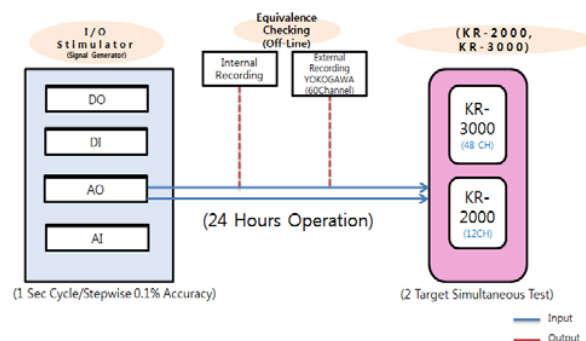 I/O
Stimulator
(Signal Generator)
Equivalence
Checking
(Off-Line)
(KR-2000,
KR-3000)
Internal
Recording
External
Recording
YOKOGAWA
(60Channel)
DO
DI
AO
AI
KR-
3000
(48 CH)
KR-
2000
(12CH)
(24 Hours Operation)
(1 Sec Cycle/Stepwise 0.1% Accuracy)
(2 Target Simultaneous Test)
Input
Output